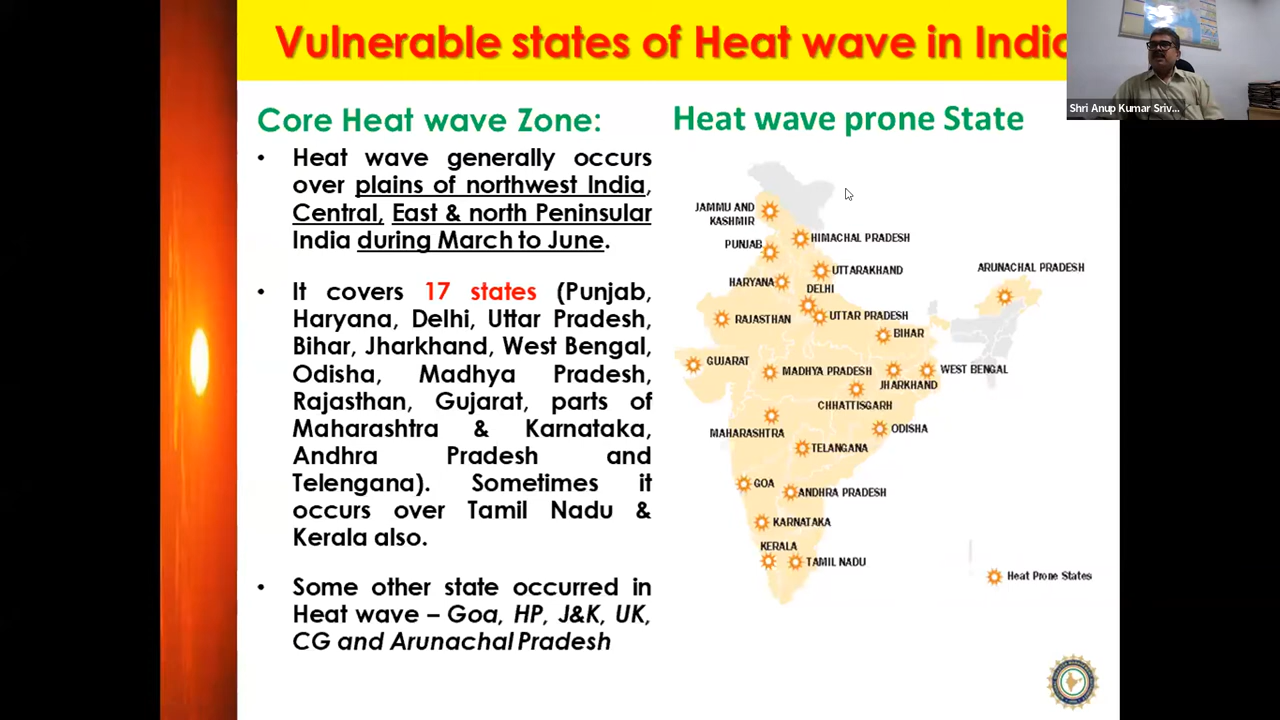 Vulnerable states of Heat wave in India
Shri Anup Kumar Sriv...
Core Heat wave Zone:
• Heat wave generally occurs
over plains of northwest India,
Central, East & north Peninsular
India during March to June.
• It covers 17 states (Punjab,
Haryana, Delhi, Uttar Pradesh,
Bihar, Jharkhand, West Bengal,
Odisha, Madhya Pradesh,
Rajasthan, Gujarat, parts of
Maharashtra & Karnataka,
Andhra Pradesh and
Telengana). Sometimes it
occurs over Tamil Nadu &
Kerala also.
• Some other state occurred in
Heat wave – Goa, HP, J&K, UK,
CG and Arunachal Pradesh
Heat wave prone State
JAMMU AND
KASHMIR
HIMACHAL PRADESH
PUNJAB
UTTARAKHAND
ARUNACHAL PRADESH
HARYANA
DELHI
RAJASTHAN
UTTAR PRADESH
BIHAR
GUJARAT
MADHYA PRADESH
WEST BENGAL
JHARKHAND
CHHATTISGARH
MAHARASHTRA
ODISHA
TELANGANA
GOA
ANDHRA PRADESH
KARNATAKA
KERALA
TAMIL NADU
Heat Prone States